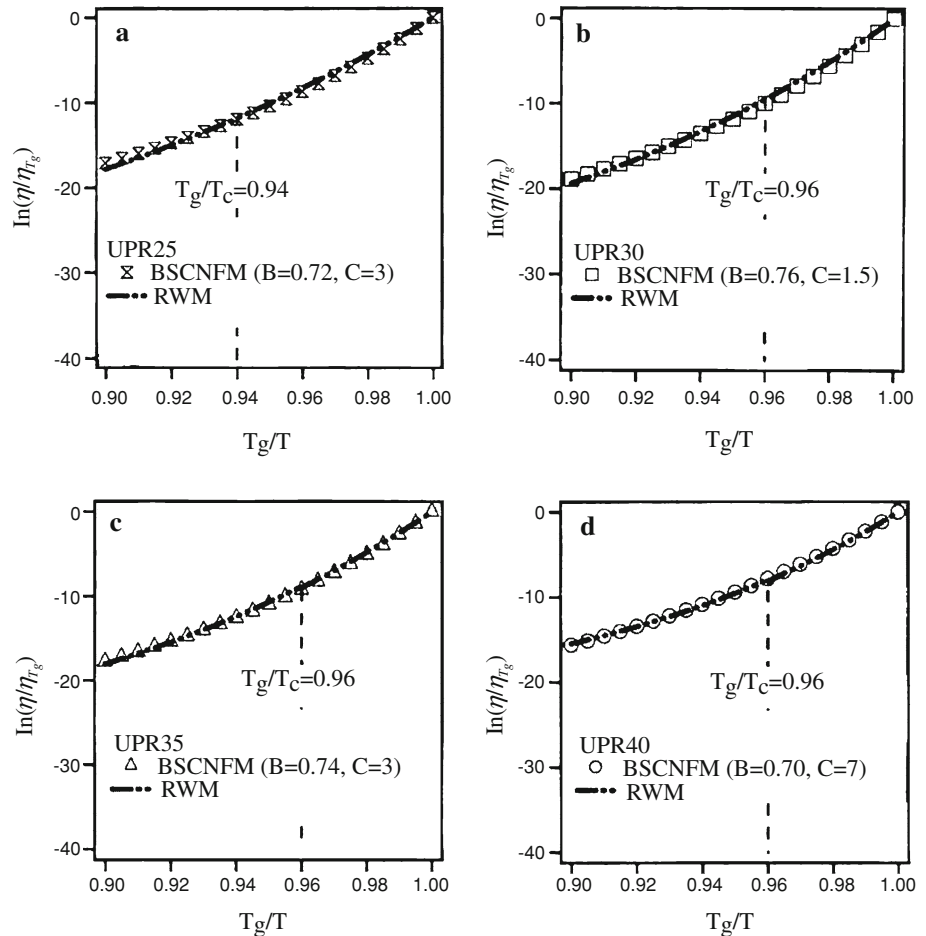 a
0
-10
-20
-30
-40
ln(η/ηTg)
Tg/Tc=0.94
UPR25
BSCNFM (B=0.72, C=3)
RWM
0.90 0.92 0.94 0.96 0.98 1.00
Tg/T
b
0
-10
-20
-30
-40
ln(η/ηTg)
Tg/Tc=0.96
UPR30
BSCNFM (B=0.76, C=1.5)
RWM
0.90 0.92 0.94 0.96 0.98 1.00
Tg/T
c
0
-10
-20
-30
-40
ln(η/ηTg)
Tg/Tc=0.96
UPR35
BSCNFM (B=0.74, C=3)
RWM
0.90 0.92 0.94 0.96 0.98 1.00
Tg/T
d
0
-10
-20
-30
-40
ln(η/ηTg)
Tg/Tc=0.96
UPR40
BSCNFM (B=0.70, C=7)
RWM
0.90 0.92 0.94 0.96 0.98 1.00
Tg/T